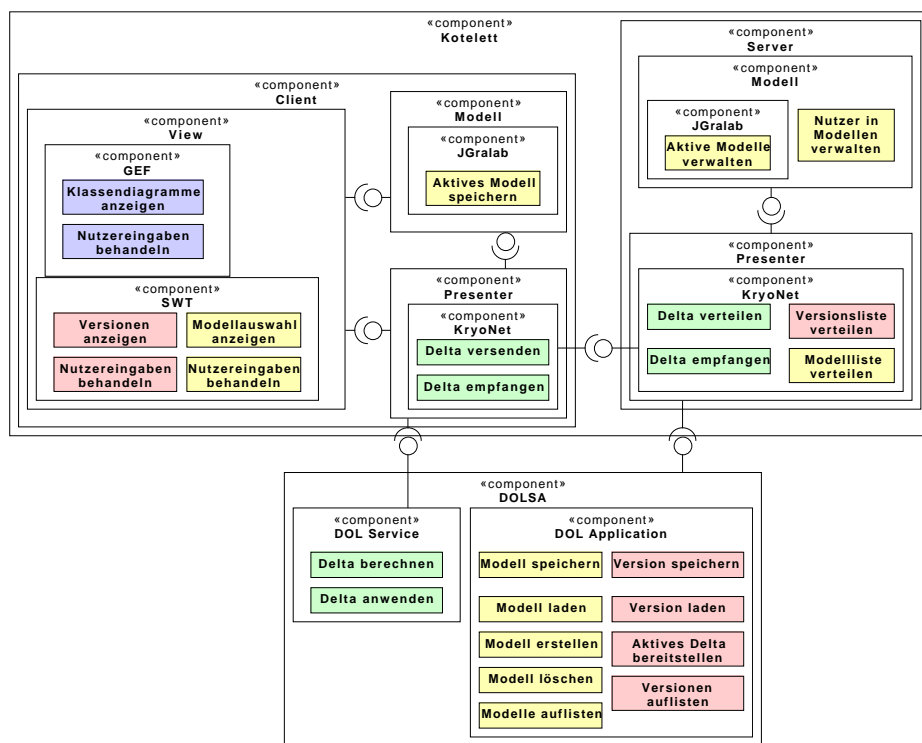 «component»
Kotelett
«component»
Client
«component»
View
«component»
GEF
Klassendiagramme
anzeigen
Nutzereingaben
behandeln
«component»
SWT
Versionen
anzeigen
Modellauswahl
anzeigen
Nutzereingaben
behandeln
Nutzereingaben
behandeln
«component»
Modell
«component»
JGralab
Aktives Modell
speichern
«component»
Presenter
«component»
KryoNet
Delta versenden
Delta empfangen
«component»
Server
«component»
Modell
«component»
JGralab
Aktive Modelle
verwalten
Nutzer in
Modellen
verwalten
«component»
Presenter
«component»
KryoNet
Delta verteilen
Versionsliste
verteilen
Delta empfangen
Modellliste
verteilen
«component»
DOLSA
«component»
DOL Service
Delta berechnen
Delta anwenden
«component»
DOL Application
Modell speichern
Version speichern
Modell laden
Version laden
Modell erstellen
Aktives Delta
bereitstellen
Modell löschen
Versionen
auflisten
Modelle auflisten